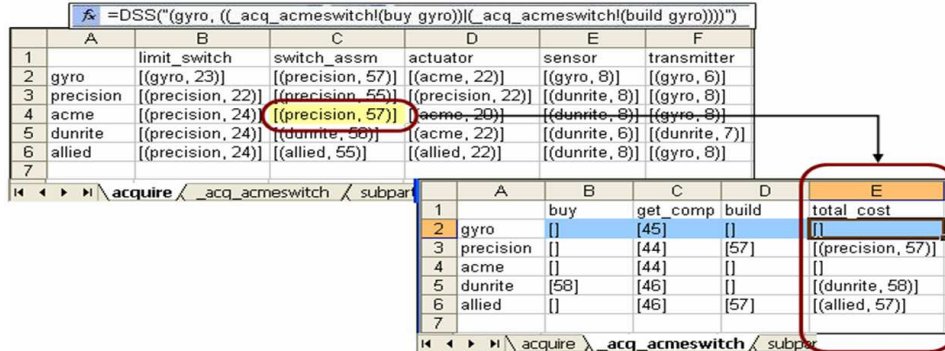 fx =DSS("(gyro, ((_acq_acmeswitch!(buy gyro))|(_acq_acmeswitch!(build gyro))))")
A B C D E F
1 limit_switch switch_assm actuator sensor transmitter
2 gyro [(gyro, 23)] [(precision, 57)] [(acme, 22)] [(gyro, 8)] [(gyro, 6)]
3 precision [(precision, 22)] [(precision, 55)] [(precision, 22)] [(dunrite, 8)] [(gyro, 8)]
4 acme [(precision, 24)] [(precision, 57)] [(acme, 20)] [(dunrite, 8)] [(gyro, 8)]
5 dunrite [(precision, 24)] [(dunrite, 58)] [(acme, 22)] [(dunrite, 6)] [(dunrite, 7)]
6 allied [(precision, 24)] [(allied, 55)] [(allied, 22)] [(dunrite, 8)] [(gyro, 8)]
7
acquire / _acq_acmeswitch / subpart
A B C D E
1 buy get_comp build total_cost
2 gyro [] [45] [] []
3 precision [] [44] [57] [(precision, 57)]
4 acme [] [44] [] []
5 dunrite [58] [46] [] [(dunrite, 58)]
6 allied [] [46] [57] [(allied, 57)]
7
acquire \ _acq_acmeswitch / subpar